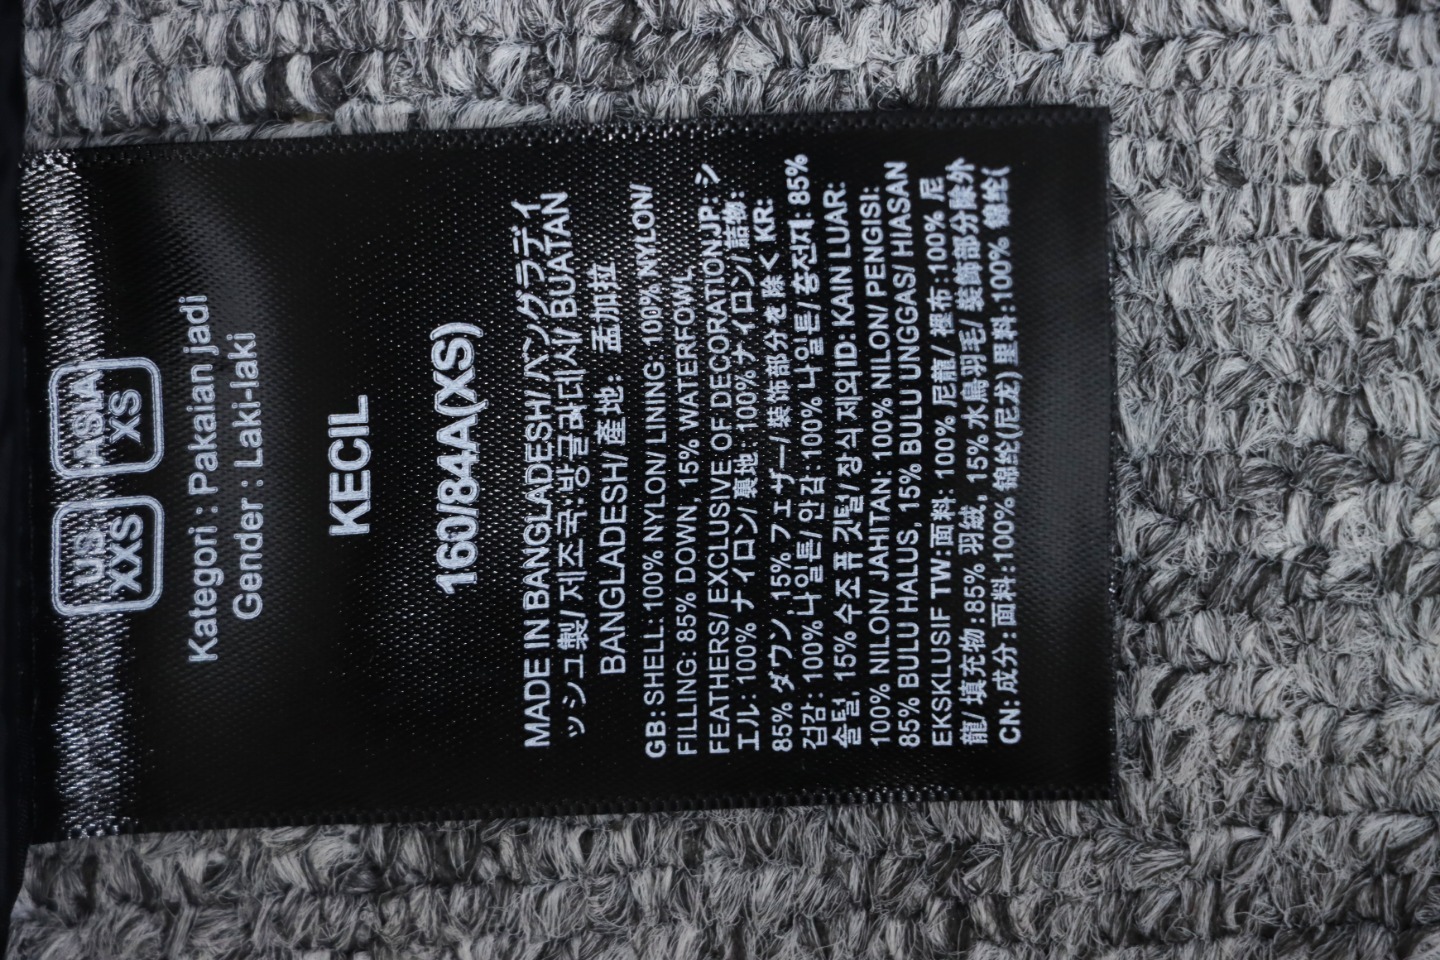 US ASIA
XXS XS
Kategori : Pakaian jadi
Gender : Laki-laki
KECIL
160/84A(XS)
MADE IN BANGLADESH/ バングラディ
ッシュ製/ 제조국:방글라데시/ BUATAN
BANGLADESH/ 產地: 孟加拉
GB: SHELL: 100% NYLON/ LINING: 100% NYLON/
FILLING: 85% DOWN, 15% WATERFOWL
FEATHERS/ EXCLUSIVE OF DECORATIONJP: シ
ェル: 100% ナイロン/ 裏地: 100% ナイロン/ 詰物:
85% ダウン, 15% フェザー/ 装飾部分を除く KR:
겉감: 100% 나일론/ 안감:100% 나일론/ 충전재: 85%
솜털, 15% 수조 류 깃털/ 장식 제외ID: KAIN LUAR:
100% NILON/ JAHTAN: 100% NILON/ PENGISI:
85% BULU HALUS, 15% BULU UNGGAS/ HIASAN
EKSKLUSIF TW:面料: 100% 尼龍/ 裡布:100% 尼
龍/ 填充物:85% 羽絨, 15% 水鳥羽毛/ 裝飾部分除外
CN: 成分:面料:100% 锦纶(尼龙) 里料:100% 锦纶(